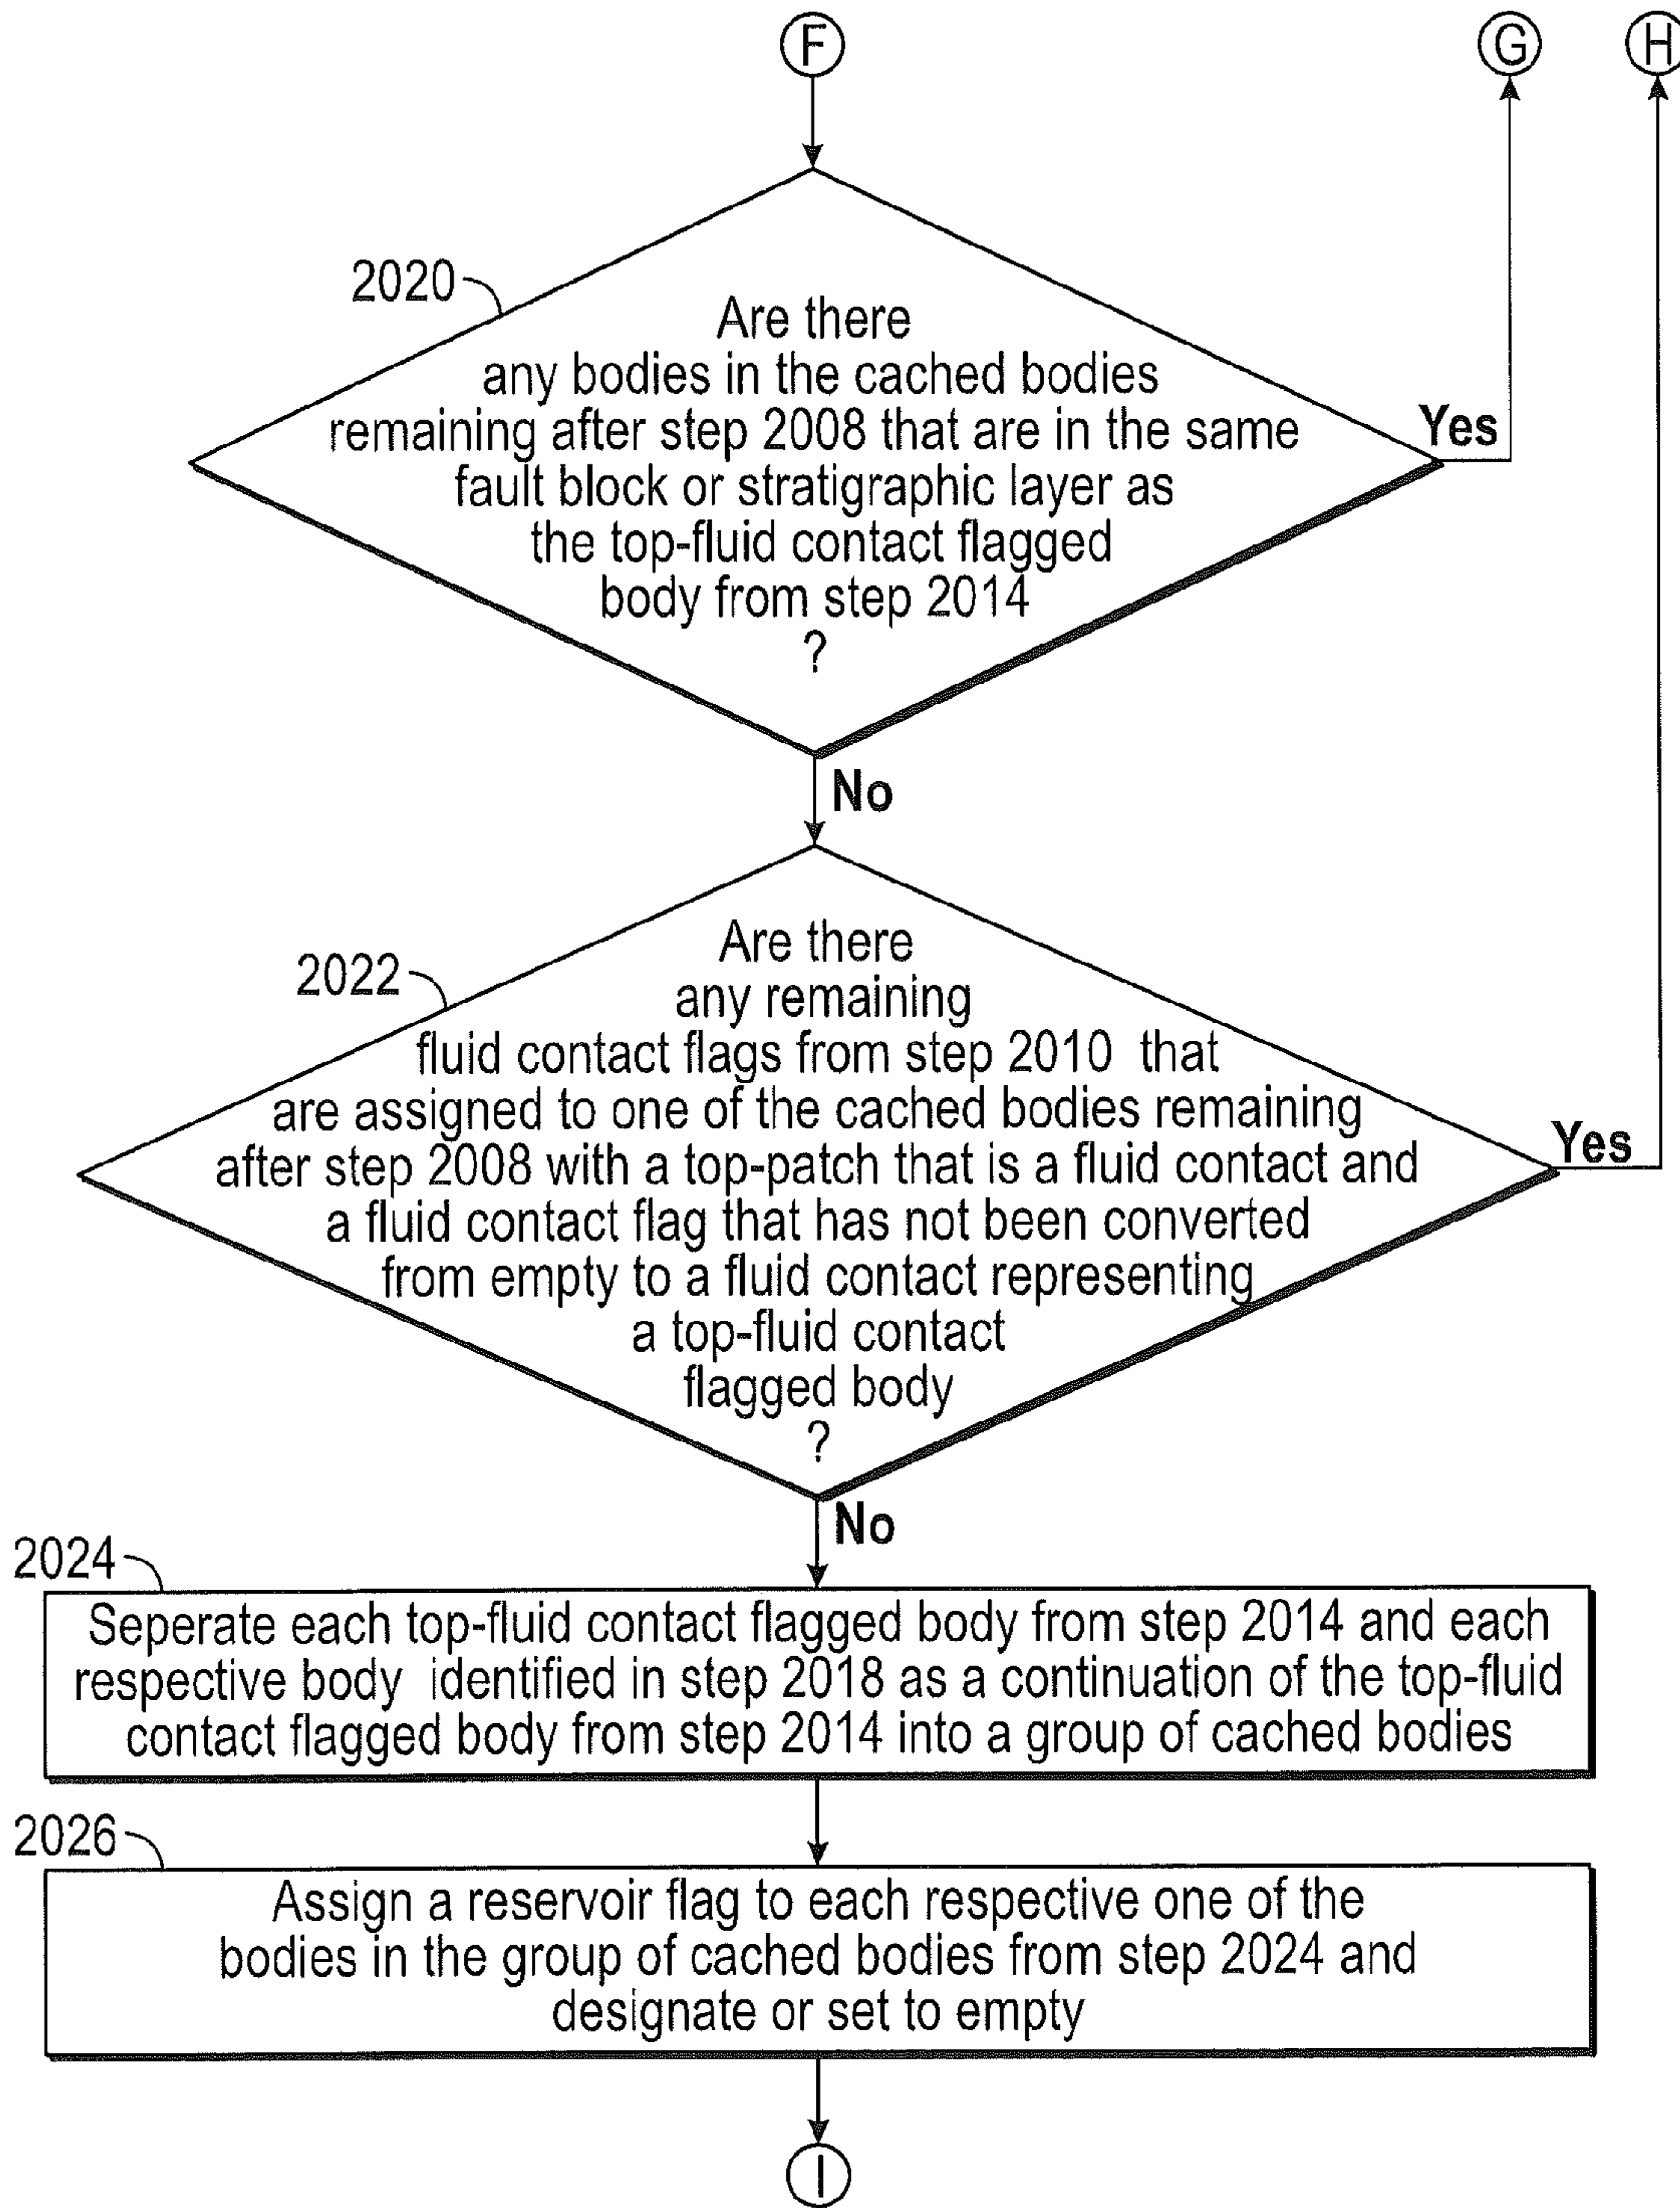 F
G
H
2020
Are there
any bodies in the cached bodies
remaining after step 2008 that are in the same
fault block or stratigraphic layer as
the top-fluid contact flagged
body from step 2014
?
Yes
No
2022
Are there
any remaining
fluid contact flags from step 2010 that
are assigned to one of the cached bodies remaining
after step 2008 with a top-patch that is a fluid contact and
a fluid contact flag that has not been converted
from empty to a fluid contact representing
a top-fluid contact
flagged body
?
Yes
No
2024
Seperate each top-fluid contact flagged body from step 2014 and each
respective body identified in step 2018 as a continuation of the top-fluid
contact flagged body from step 2014 into a group of cached bodies
2026
Assign a reservoir flag to each respective one of the
bodies in the group of cached bodies from step 2024 and
designate or set to empty
I